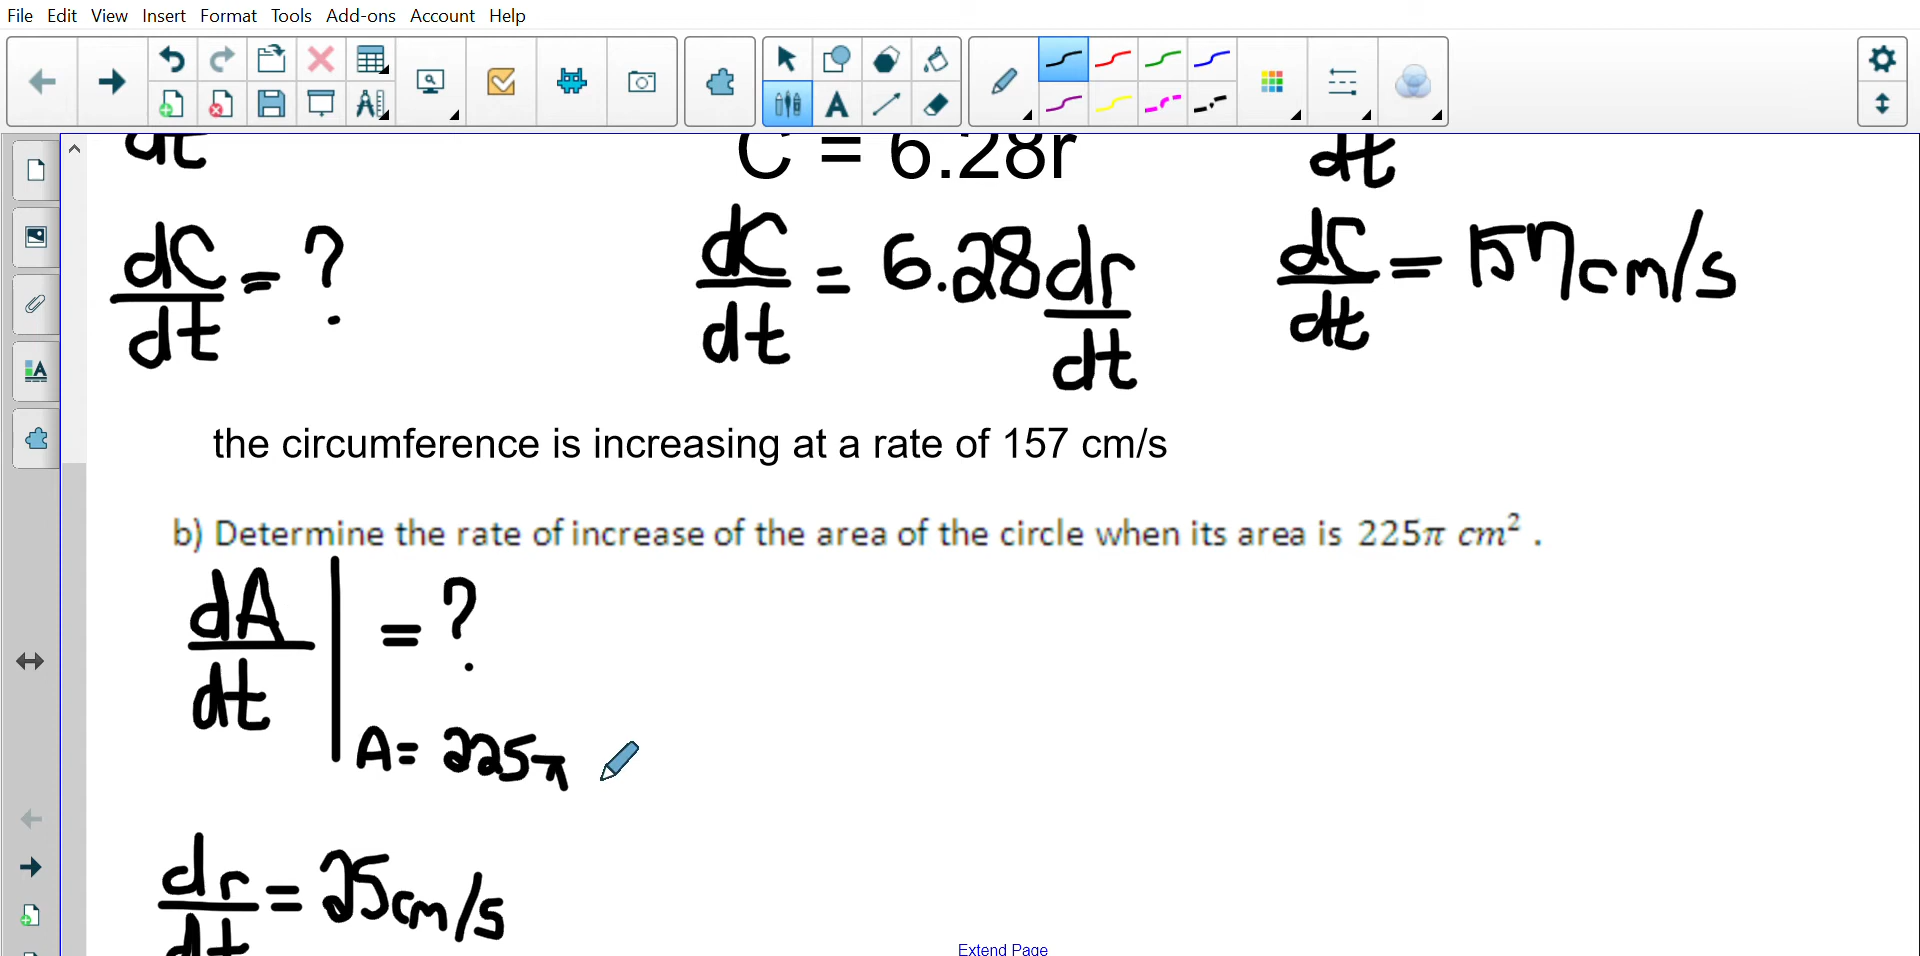 File Edit View Insert Format Tools Add-ons Account Help
dt C = 6.28r dt
dC/dt = ? dC/dt = 6.28 dr/dt dC/dt = 157cm/s
the circumference is increasing at a rate of 157 cm/s
b) Determine the rate of increase of the area of the circle when its area is 225π cm² .
dA/dt | = ?
A= 225π
dr/dt = 25cm/s
Extend Page